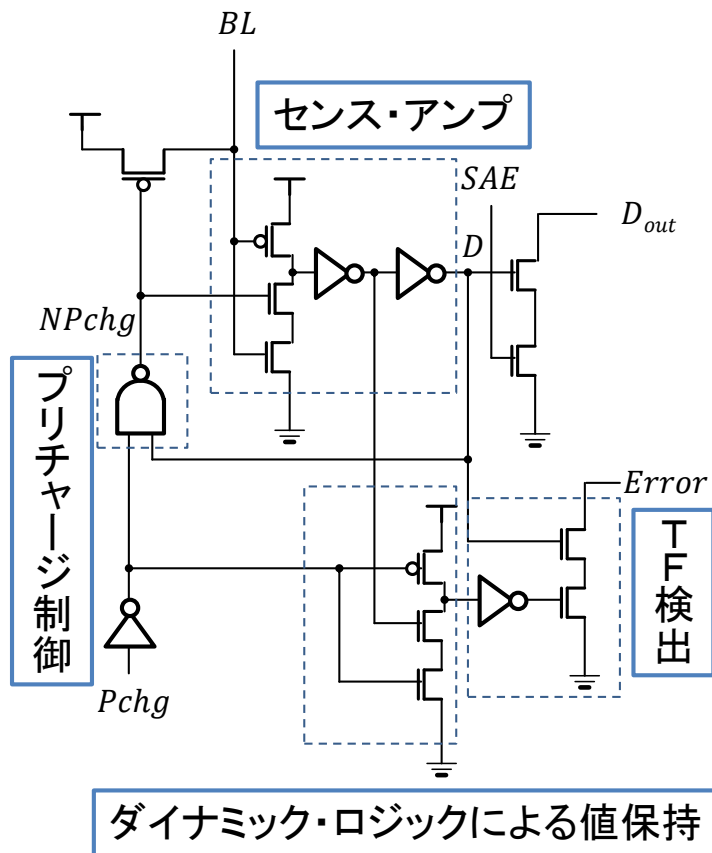 BL
センス・アンプ
SAE
D_out
D
NPchg
プリチャージ制御
Error
TF検出
Pchg
ダイナミック・ロジックによる値保持